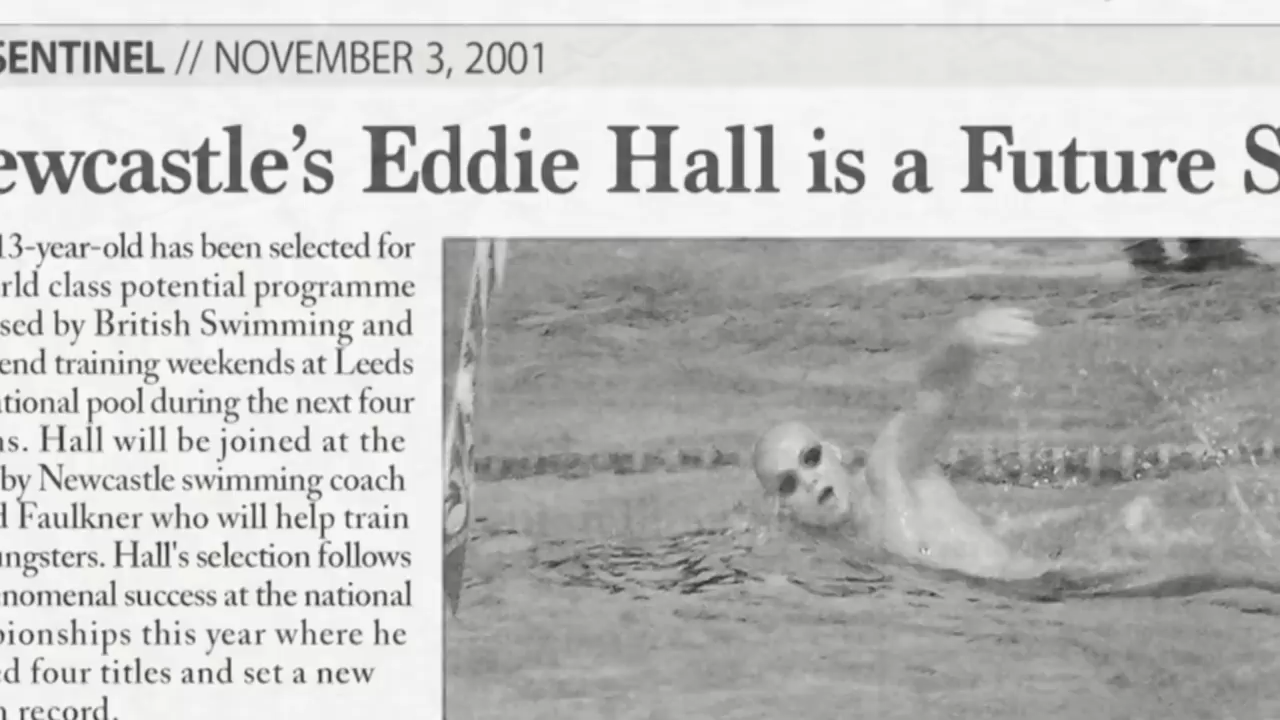 SENTINEL // NOVEMBER 3, 2001
ewcastle’s Eddie Hall is a Future S
13-year-old has been selected for
rld class potential programme
sed by British Swimming and
end training weekends at Leeds
ational pool during the next four
ns. Hall will be joined at the
by Newcastle swimming coach
d Faulkner who will help train
ungsters. Hall's selection follows
enomenal success at the national
pionships this year where he
ed four titles and set a new
h record.